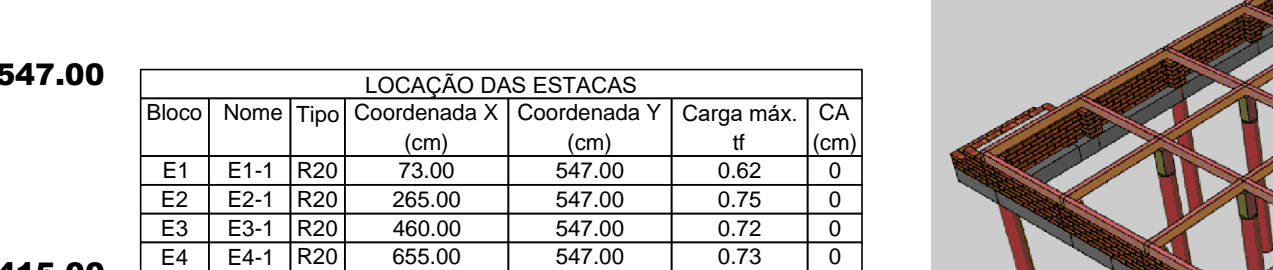 547.00
LOCAÇÃO DAS ESTACAS
Bloco Nome Tipo Coordenada X Coordenada Y Carga máx. CA
(cm) (cm) tf (cm)
E1 E1-1 R20 73.00 547.00 0.62 0
E2 E2-1 R20 265.00 547.00 0.75 0
E3 E3-1 R20 460.00 547.00 0.72 0
E4 E4-1 R20 655.00 547.00 0.73 0
415.00